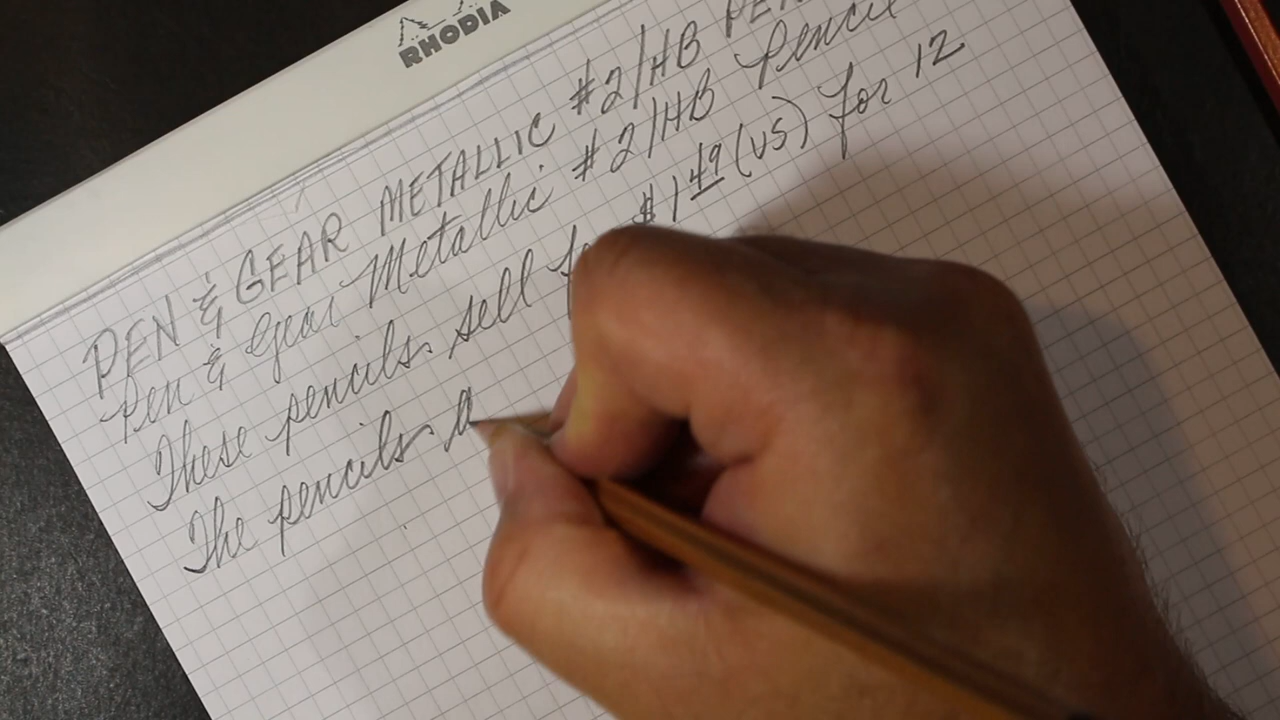 RHODIA
PEN & GEAR METALLIC #2/HB PEN
Pen & Gear Metallic #2/HB Pencil
These pencils sell fo $1 49 (US) for 12
The pencils a